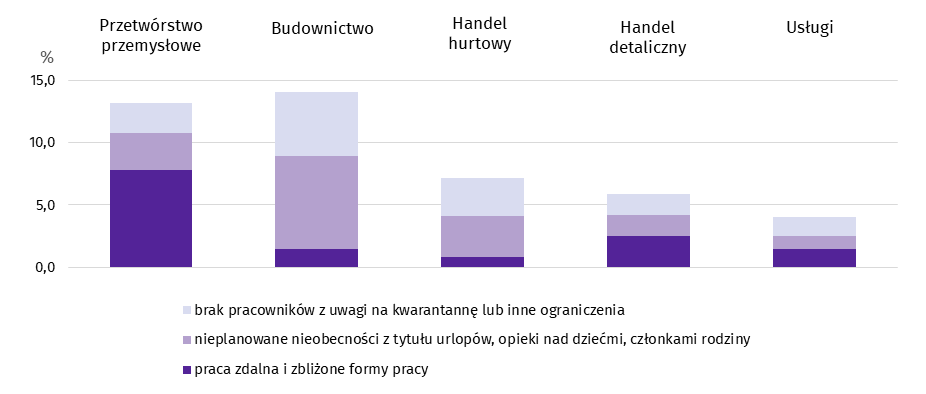 Przetwórstwo
przemysłowe
Budownictwo
Handel
hurtowy
Handel
detaliczny
Usługi
%
15,0
10,0
5,0
0,0
brak pracowników z uwagi na kwarantannę lub inne ograniczenia
nieplanowane nieobecności z tytułu urlopów, opieki nad dziećmi, członkami rodziny
praca zdalna i zbliżone formy pracy